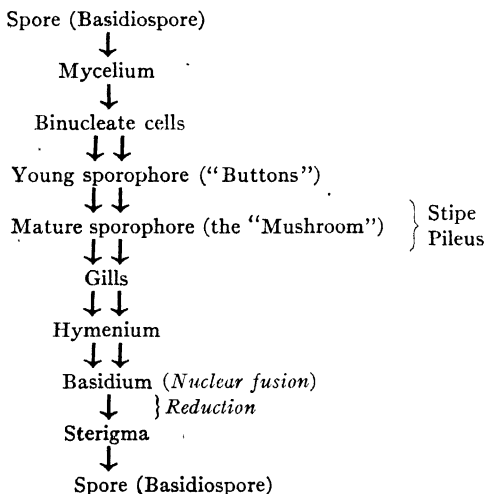 Spore (Basidiospore)
Mycelium
Binucleate cells
Young sporophore (“Buttons”)
Mature sporophore (the “Mushroom”) } Stipe
Pileus
Gills
Hymenium
Basidium (Nuclear fusion)
} Reduction
Sterigma
Spore (Basidiospore)